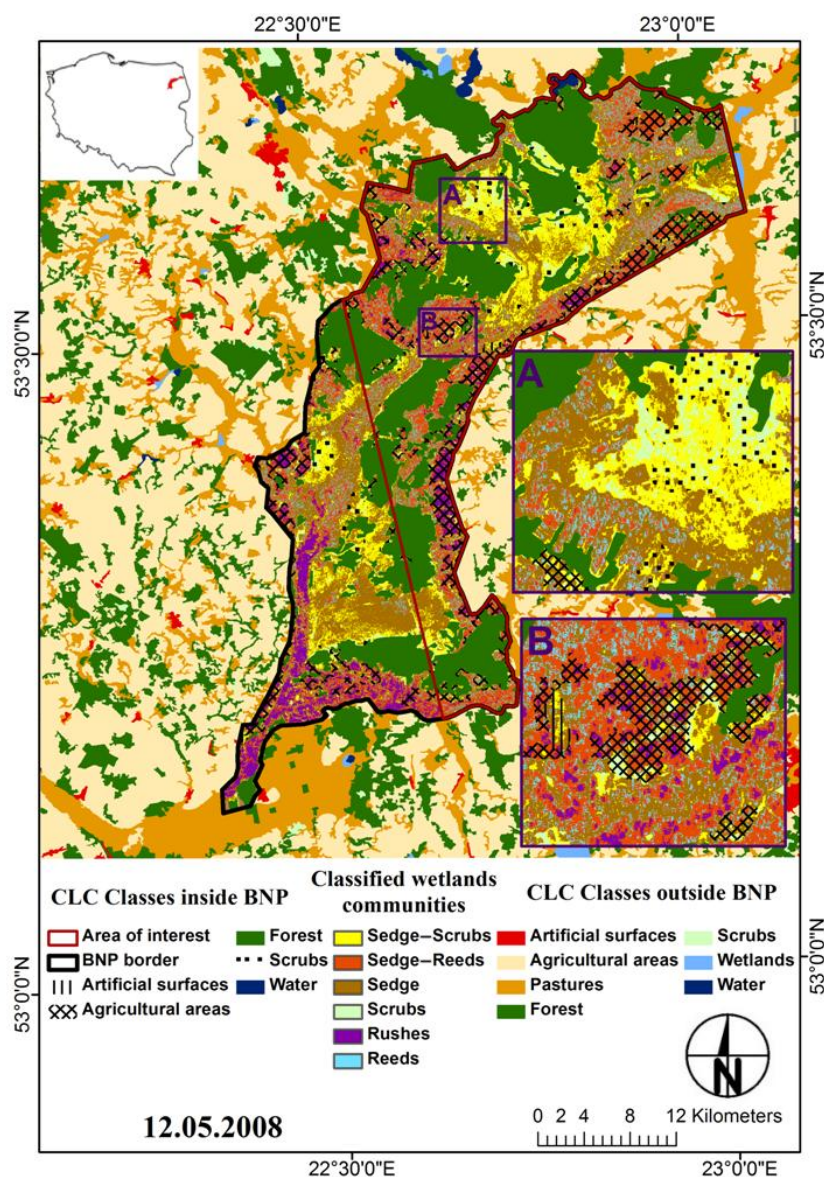 22°30'0"E
23°0'0"E
A
B
53°30'0"N
53°30'0"N
A
B
CLC Classes inside BNP
Area of interest
BNP border
Artificial surfaces
Agricultural areas
Forest
Scrubs
Water
Classified wetlands
communities
Sedge–Scrubs
Sedge–Reeds
Sedge
Scrubs
Rushes
Reeds
CLC Classes outside BNP
Artificial surfaces
Agricultural areas
Pastures
Forest
Scrubs
Wetlands
Water
53°0'0"N
53°0'0"N
N
12.05.2008
0 2 4 8 12 Kilometers
22°30'0"E
23°0'0"E